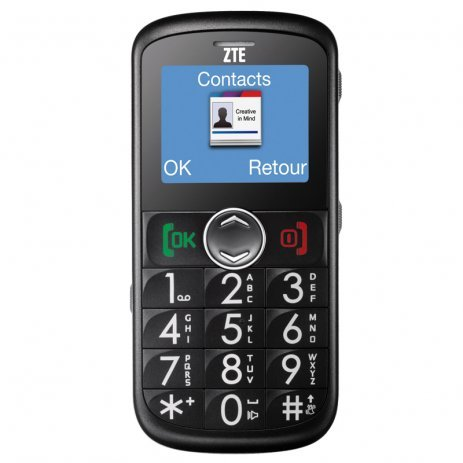 ZTE
Contacts
Creative
in Mind
OK Retour
OK
1 2 ABC 3 DEF
4 GHI 5 JKL 6 MNO
7 PQRS 8 TUV 9 WXYZ
*+ 0 #